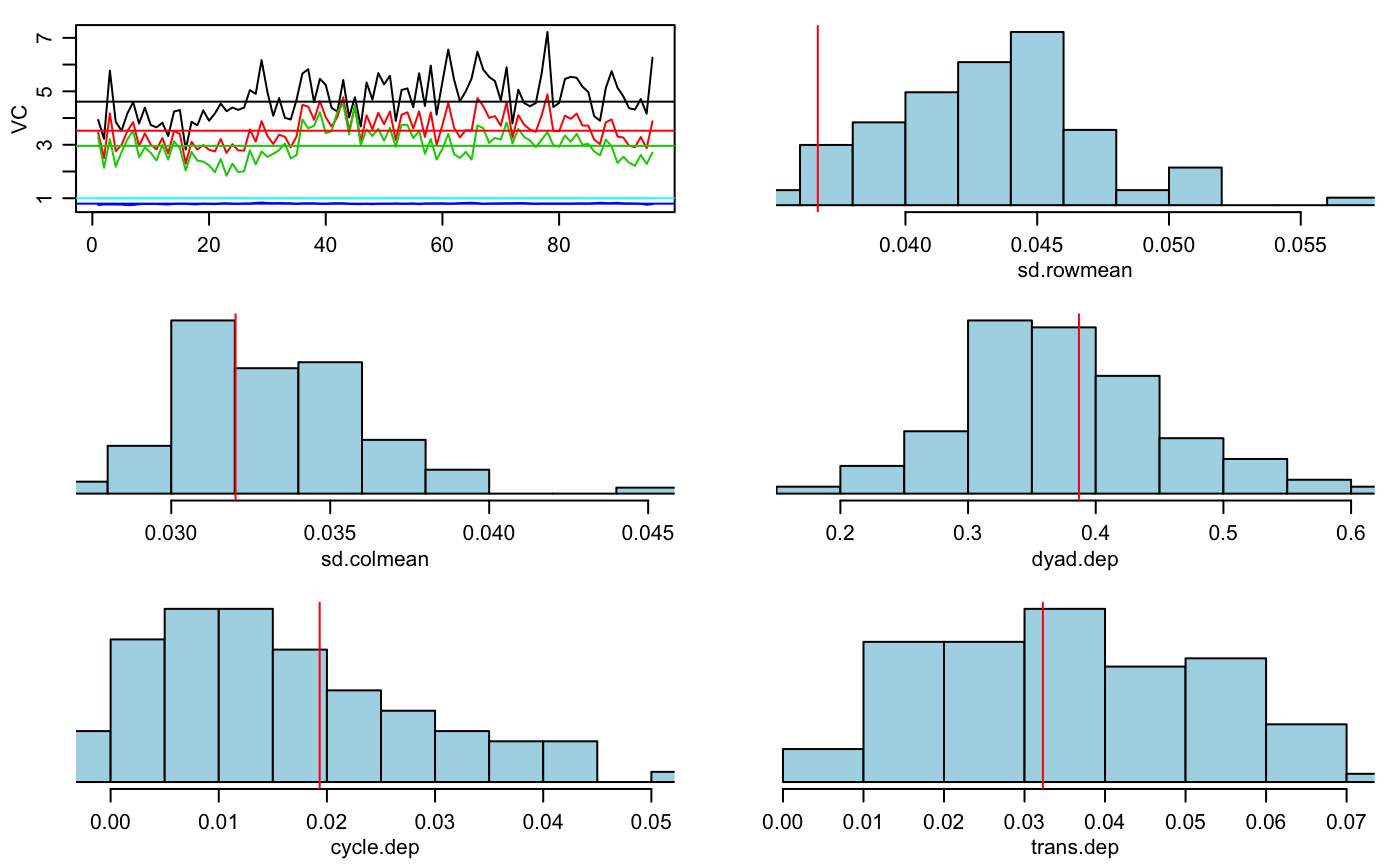 VC
7
5
3
1
0 20 40 60 80
0.040 0.045 0.050 0.055
sd.rowmean
0.030 0.035 0.040 0.045
sd.colmean
0.2 0.3 0.4 0.5 0.6
dyad.dep
0.00 0.01 0.02 0.03 0.04 0.05
cycle.dep
0.00 0.01 0.02 0.03 0.04 0.05 0.06 0.07
trans.dep